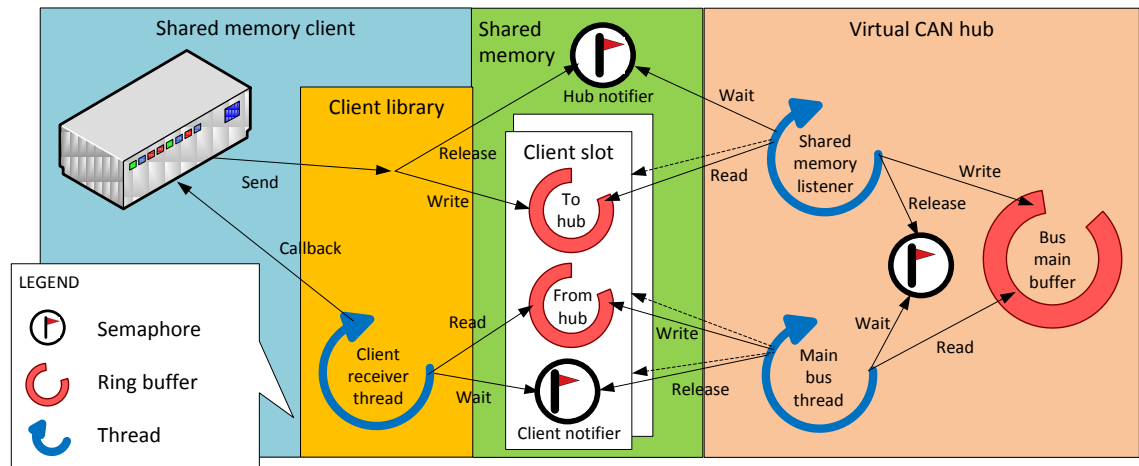 Shared memory client
Shared
memory
Virtual CAN hub
Client library
Hub notifier
Wait
Release
Client slot
Shared
memory
listener
Send
Write
To
hub
Read
Write
Release
Bus
main
buffer
Callback
LEGEND
Semaphore
Ring buffer
Thread
Read
From
hub
Write
Wait
Read
Client
receiver
thread
Wait
Main
bus
thread
Release
Client notifier